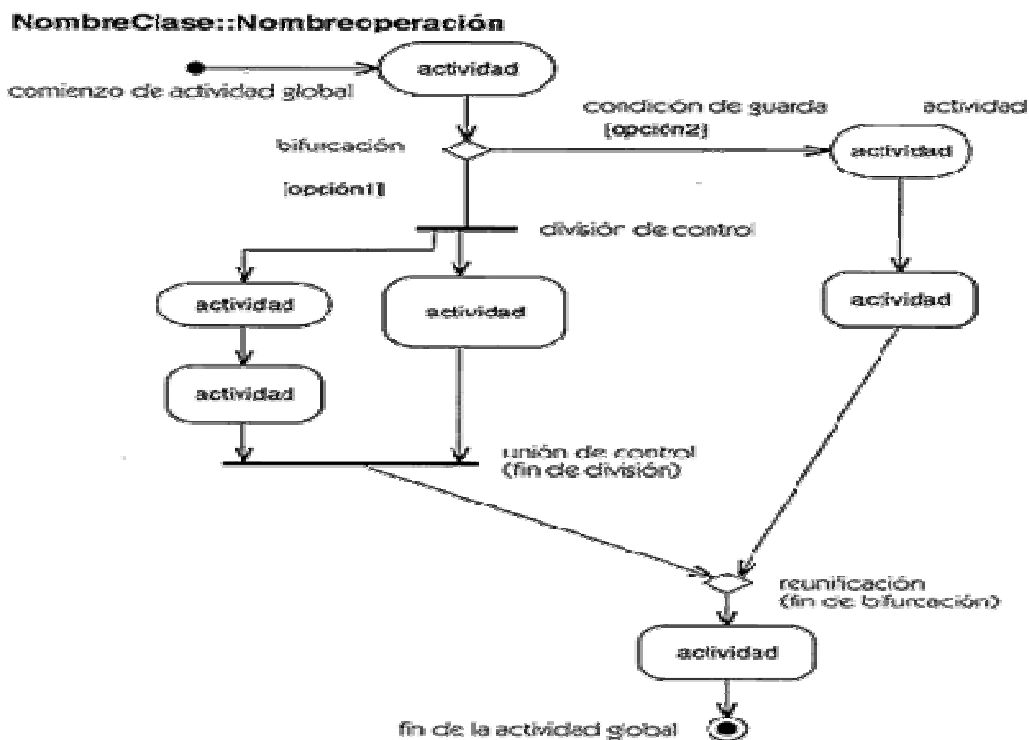 NombreClase::Nombreoperación
actividad
comienzo de actividad global
condición de guarda
actividad
[opción2]
bifurcación
actividad
[opción1]
división de control
actividad
actividad
actividad
actividad
unión de control
(fin de división)
reunificación
(fin de bifurcación)
actividad
fin de la actividad global